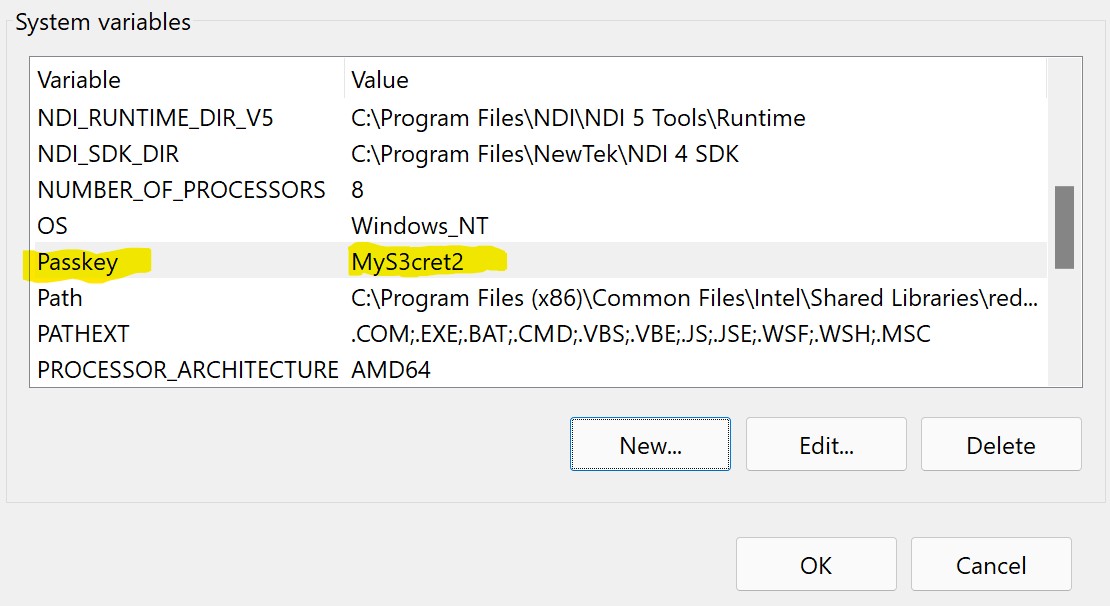 System variables
Variable Value
NDI_RUNTIME_DIR_V5 C:\Program Files\NDI\NDI 5 Tools\Runtime
NDI_SDK_DIR C:\Program Files\NewTek\NDI 4 SDK
NUMBER_OF_PROCESSORS 8
OS Windows_NT
Passkey MyS3cret2
Path C:\Program Files (x86)\Common Files\Intel\Shared Libraries\red...
PATHEXT .COM;.EXE;.BAT;.CMD;.VBS;.VBE;.JS;.JSE;.WSF;.WSH;.MSC
PROCESSOR_ARCHITECTURE AMD64
New... Edit... Delete
OK Cancel